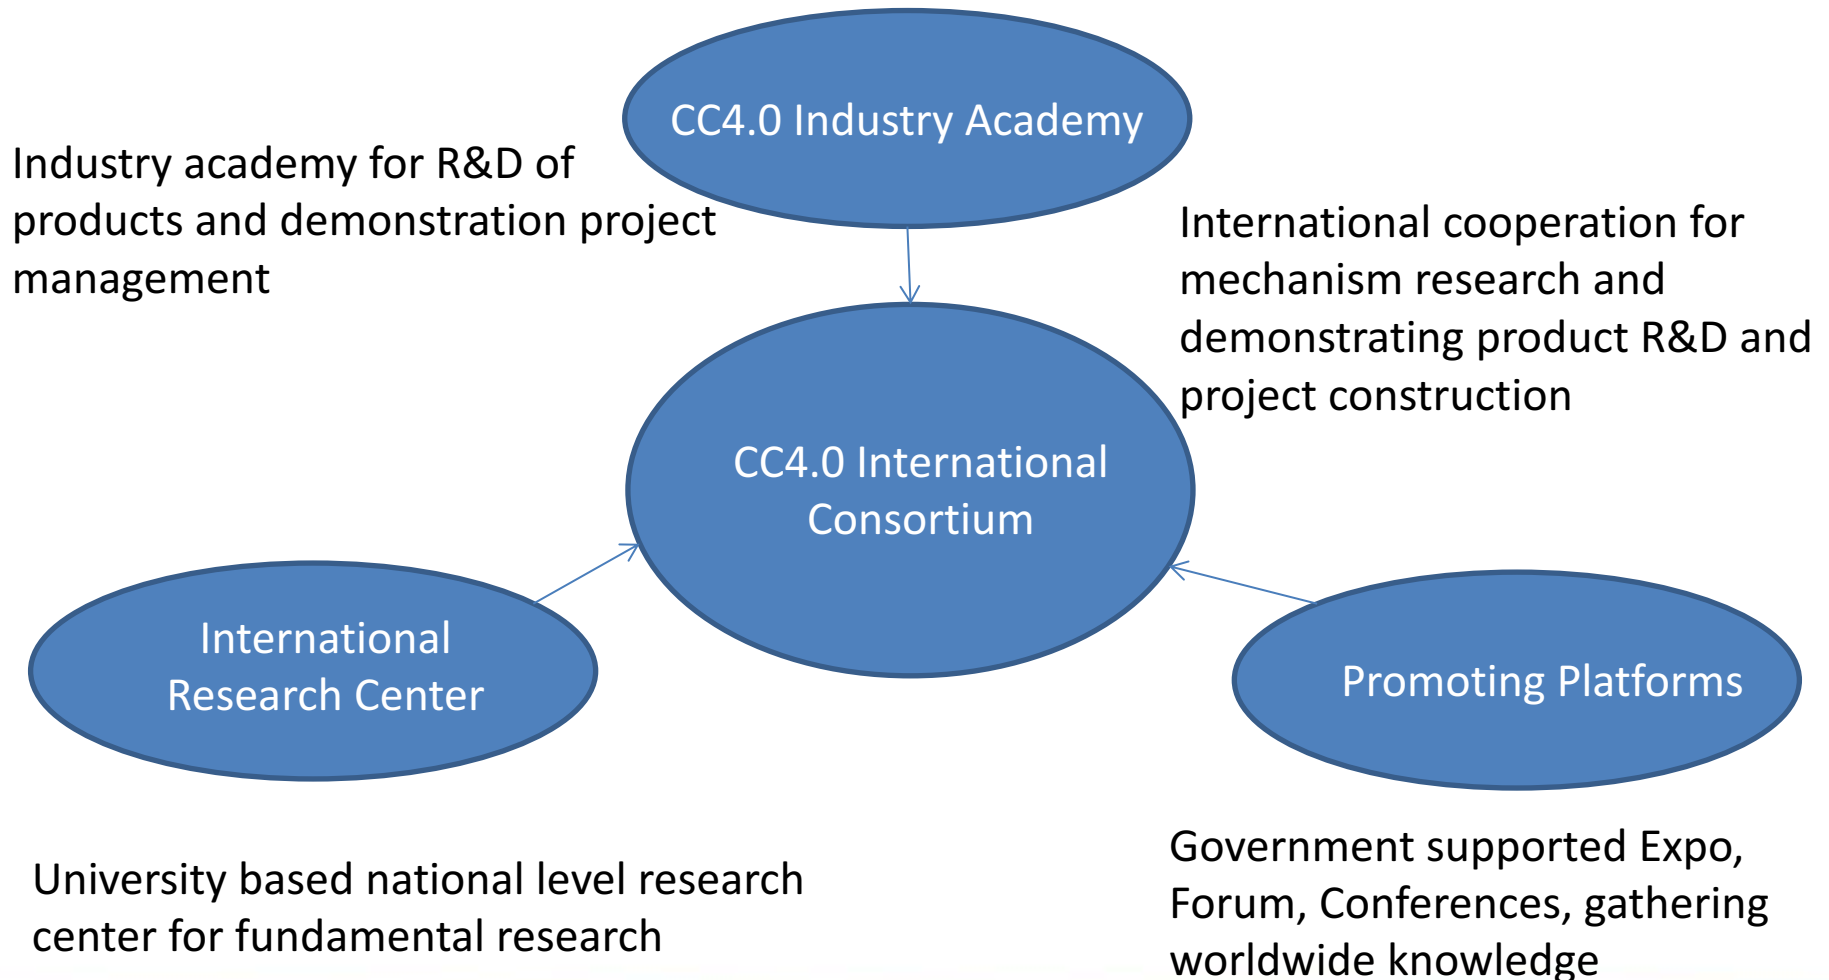 CC4.0 Industry Academy
Industry academy for R&D of
products and demonstration project
management
International cooperation for
mechanism research and
demonstrating product R&D and
project construction
CC4.0 International
Consortium
International
Research Center
Promoting Platforms
University based national level research
center for fundamental research
Government supported Expo,
Forum, Conferences, gathering
worldwide knowledge